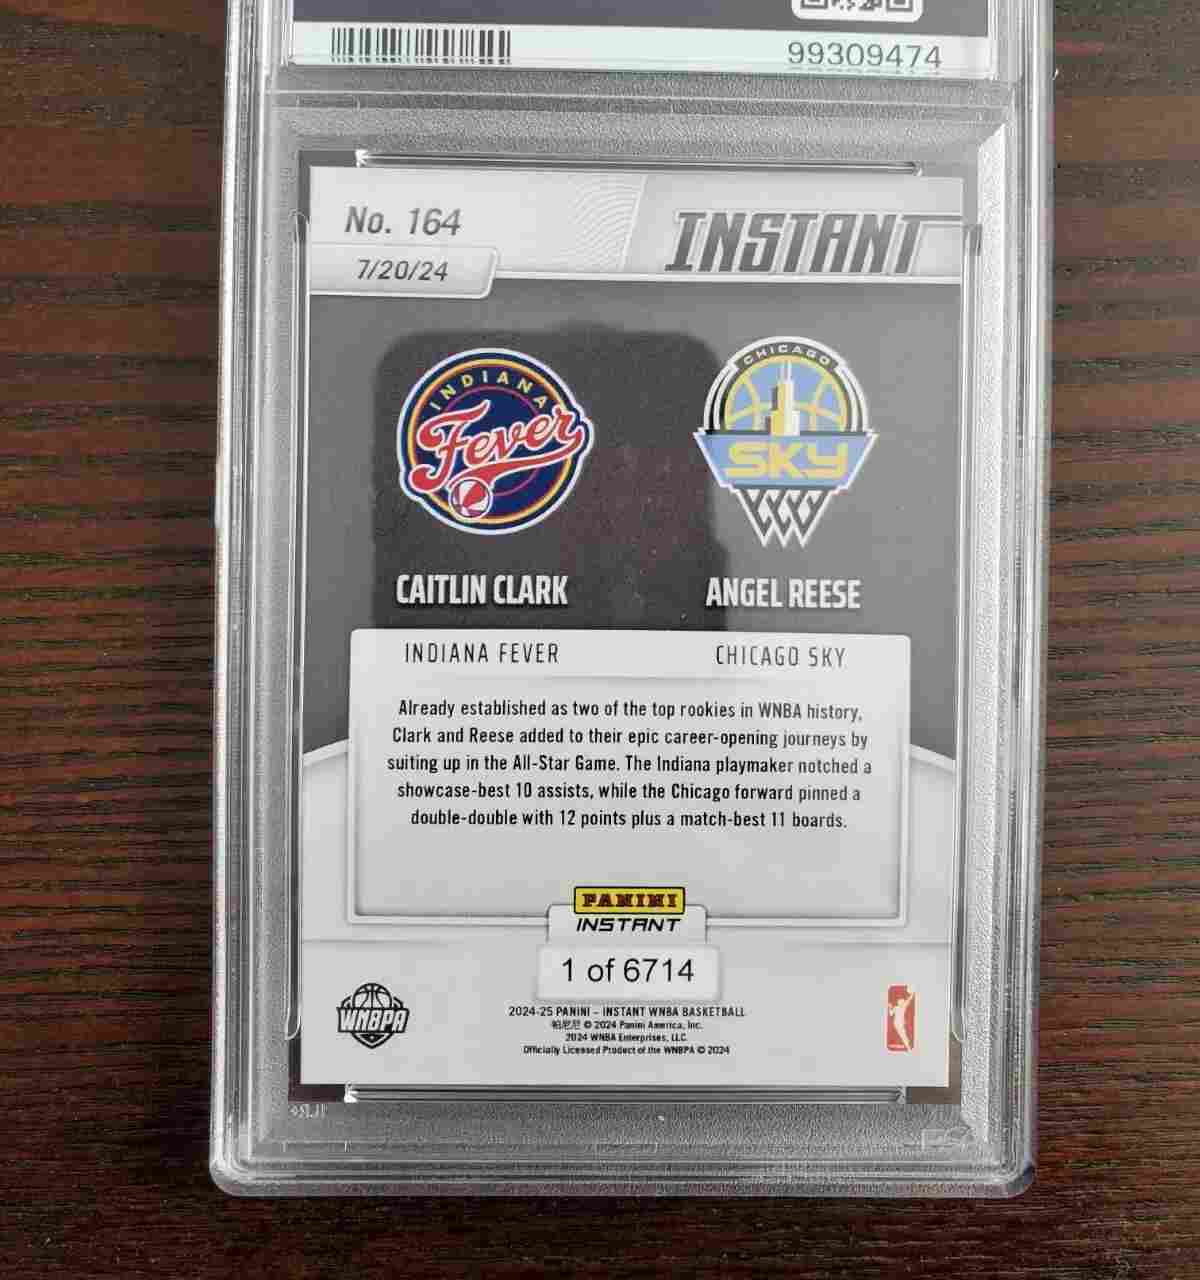 99309474
No. 164
INSTANT
7/20/24
INDIANA
Fever
CHICAGO
SKY
CAITLIN CLARK
ANGEL REESE
INDIANA FEVER
CHICAGO SKY
Already established as two of the top rookies in WNBA history,
Clark and Reese added to their epic career-opening journeys by
suiting up in the All-Star Game. The Indiana playmaker notched a
showcase-best 10 assists, while the Chicago forward pinned a
double-double with 12 points plus a match-best 11 boards.
PANINI
INSTANT
1 of 6714
WNBPA
2024-25 PANINI - INSTANT WNBA BASKETBALL
帕尼尼 © 2024 Panini America, Inc.
2024 WNBA Enterprises, LLC.
Officially Licensed Product of the WNBPA © 2024